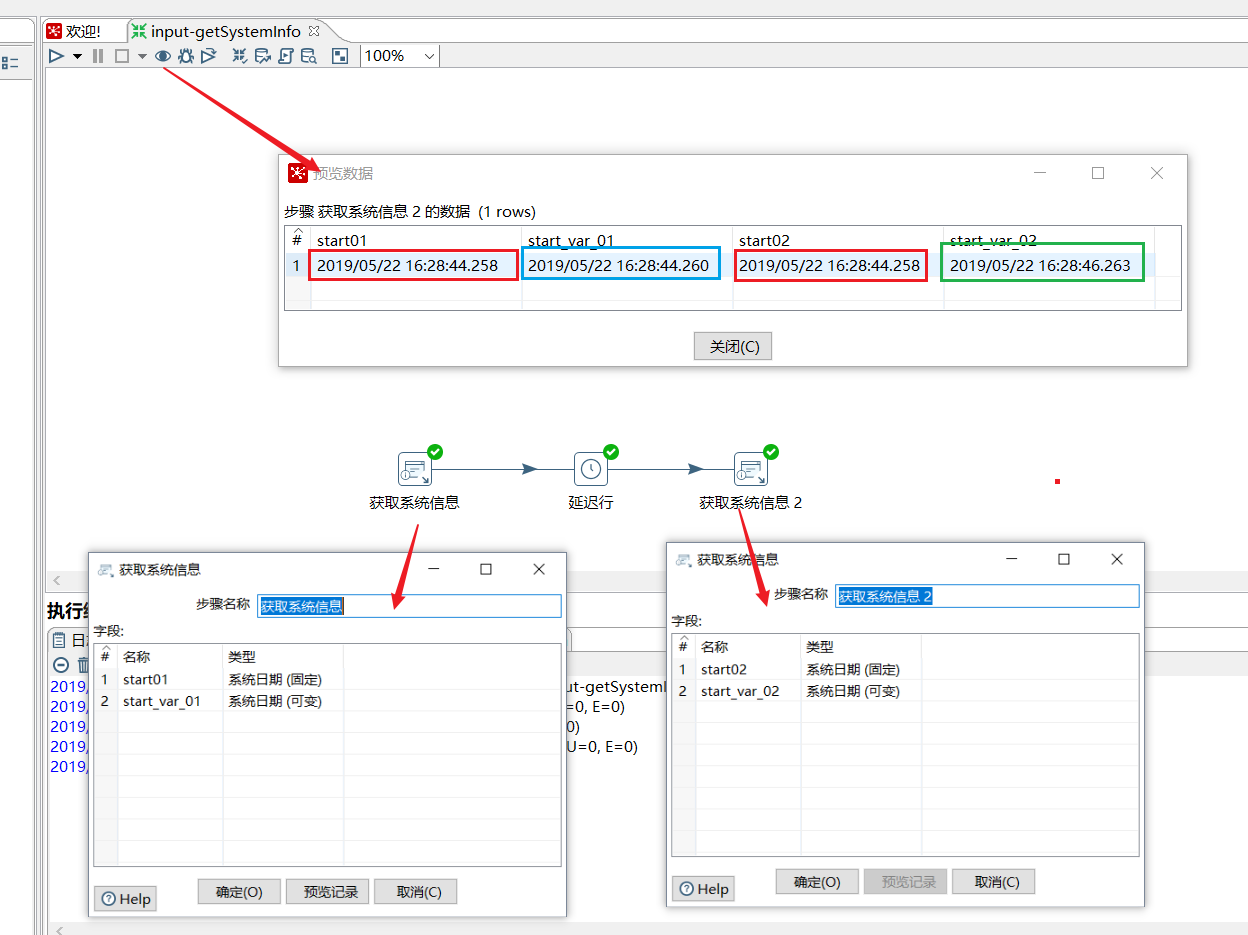 欢迎!
input-getSystemInfo
100%
预览数据
步骤 获取系统信息 2 的数据 (1 rows)
# start01 start_var_01 start02 start_var_02
1 2019/05/22 16:28:44.258 2019/05/22 16:28:44.260 2019/05/22 16:28:44.258 2019/05/22 16:28:46.263
关闭(C)
获取系统信息 延迟行 获取系统信息 2
获取系统信息
步骤名称 获取系统信息
字段:
# 名称 类型
1 start01 系统日期 (固定)
2 start_var_01 系统日期 (可变)
Help 确定(O) 预览记录 取消(C)
获取系统信息
步骤名称 获取系统信息 2
字段:
# 名称 类型
1 start02 系统日期 (固定)
2 start_var_02 系统日期 (可变)
Help 确定(O) 预览记录 取消(C)
执行
日
2019/ ut-getSystemI
2019/ =0, E=0)
2019/ 0)
2019/ U=0, E=0)
2019/